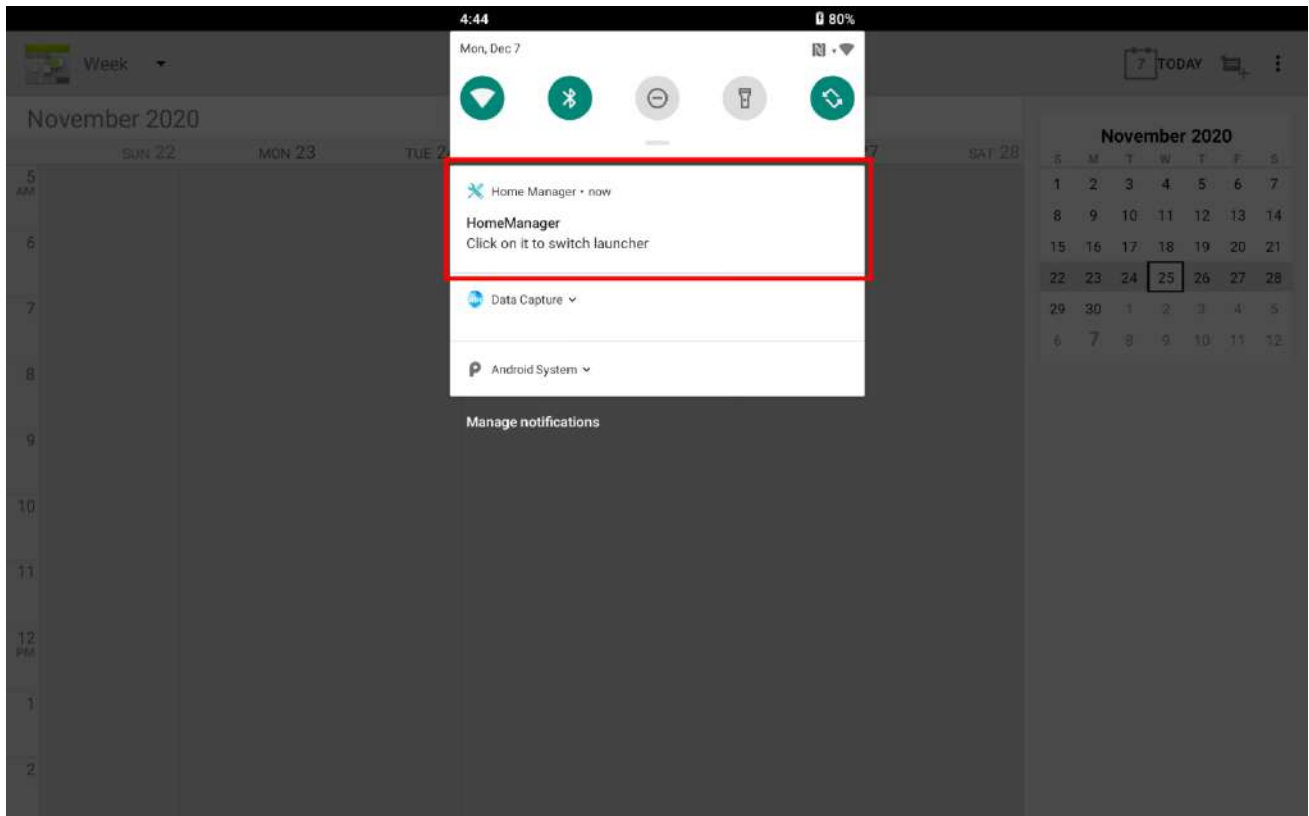 4:44
80%
Mon, Dec 7
Week
7 TODAY
November 2020
SUN 22 MON 23 TUE 2 27 SAT 28
5
AM
6
7
8
9
10
11
12
PM
1
2
Home Manager • now
HomeManager
Click on it to switch launcher
Data Capture
Android System
Manage notifications
November 2020
S M T W T F S
1 2 3 4 5 6 7
8 9 10 11 12 13 14
15 16 17 18 19 20 21
22 23 24 25 26 27 28
29 30 1 2 3 4 5
6 7 8 9 10 11 12